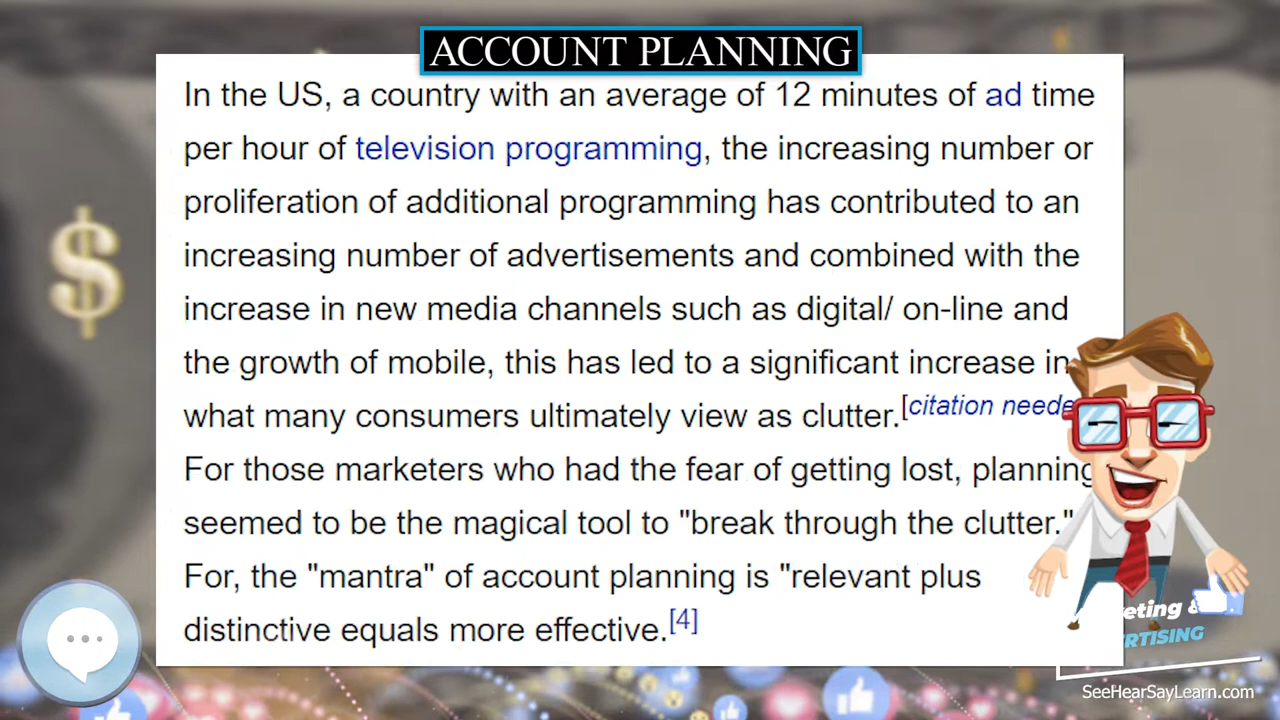 ACCOUNT PLANNING
In the US, a country with an average of 12 minutes of ad time
per hour of television programming, the increasing number or
proliferation of additional programming has contributed to an
increasing number of advertisements and combined with the
increase in new media channels such as digital/ on-line and
the growth of mobile, this has led to a significant increase in
what many consumers ultimately view as clutter.[citation neede
For those marketers who had the fear of getting lost, planning
seemed to be the magical tool to "break through the clutter."
For, the "mantra" of account planning is "relevant plus
distinctive equals more effective.[4]
$
eting &
RTISING
SeeHearSayLearn.com